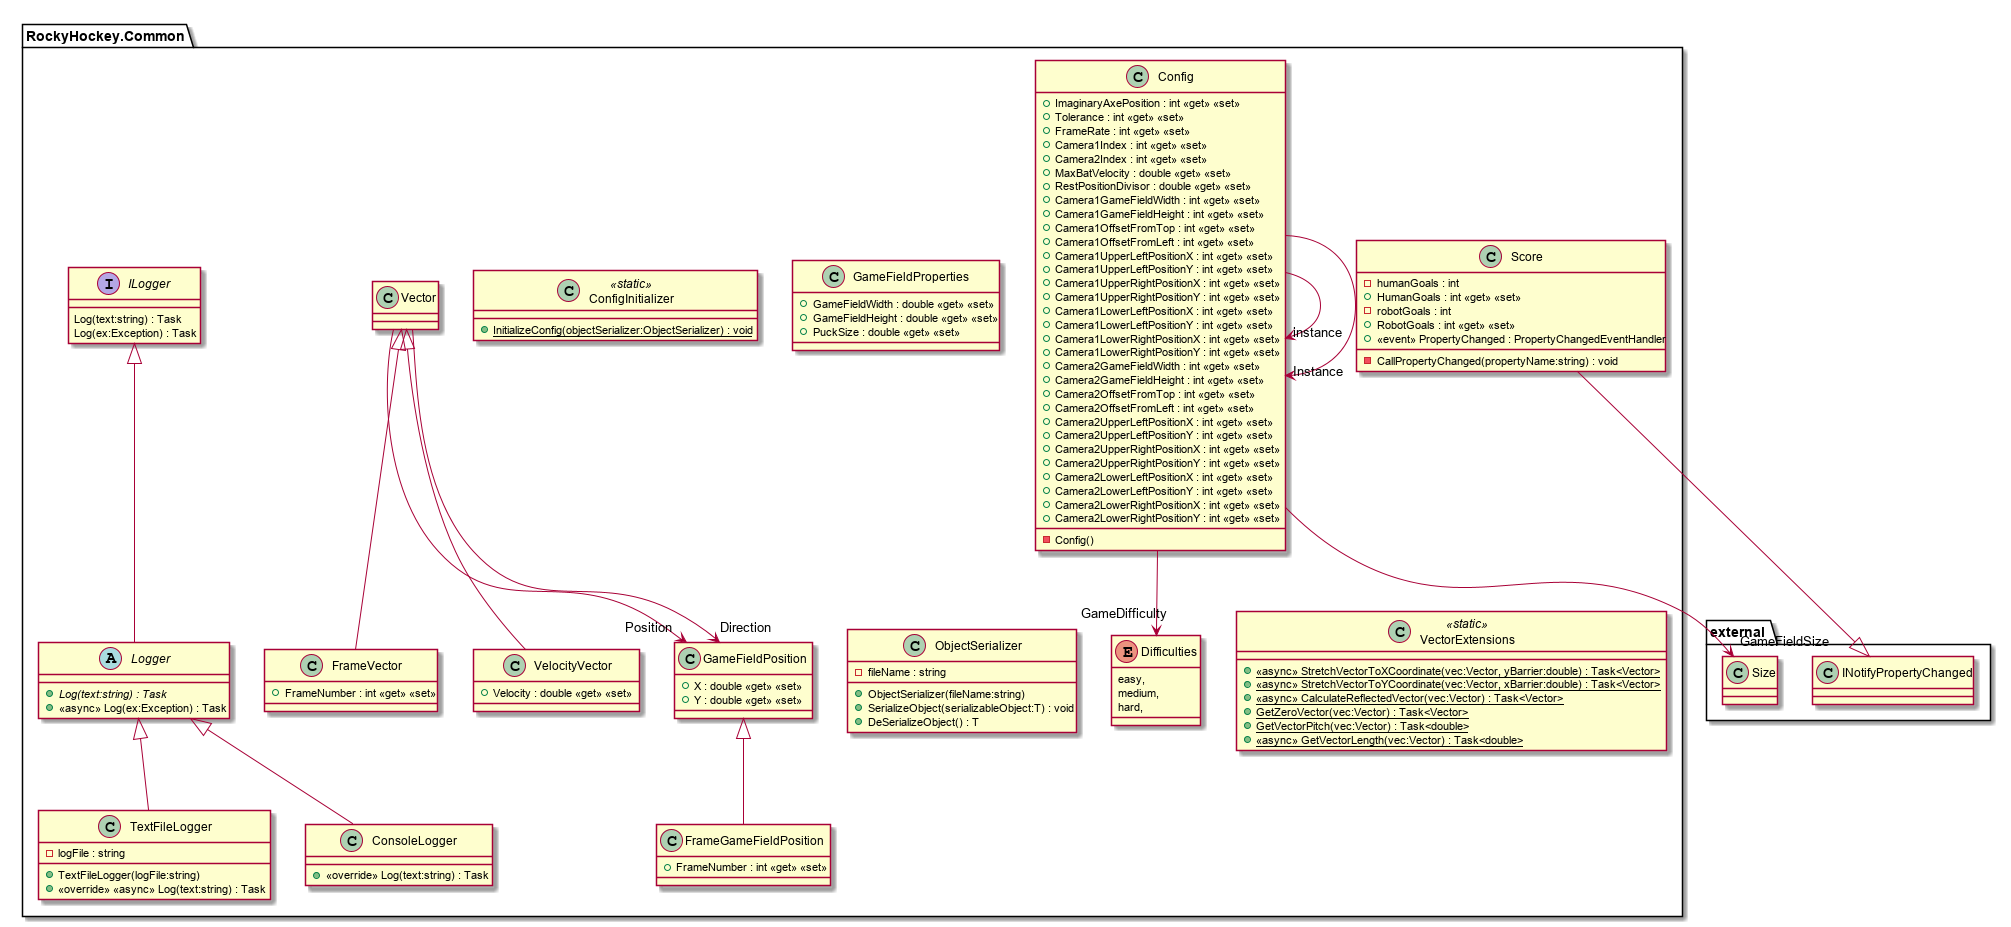 RockyHockey.Common
C Config
ImaginaryAxePosition : int «get» «set»
Tolerance : int «get» «set»
FrameRate : int «get» «set»
Camera1Index : int «get» «set»
Camera2Index : int «get» «set»
MaxBatVelocity : double «get» «set»
RestPositionDivisor : double «get» «set»
Camera1GameFieldWidth : int «get» «set»
Camera1GameFieldHeight : int «get» «set»
Camera1OffsetFromTop : int «get» «set»
Camera1OffsetFromLeft : int «get» «set»
Camera1UpperLeftPositionX : int «get» «set»
Camera1UpperLeftPositionY : int «get» «set»
Camera1UpperRightPositionX : int «get» «set»
Camera1UpperRightPositionY : int «get» «set»
Camera1LowerLeftPositionX : int «get» «set»
Camera1LowerLeftPositionY : int «get» «set»
Camera1LowerRightPositionX : int «get» «set»
Camera1LowerRightPositionY : int «get» «set»
Camera2GameFieldWidth : int «get» «set»
Camera2GameFieldHeight : int «get» «set»
Camera2OffsetFromTop : int «get» «set»
Camera2OffsetFromLeft : int «get» «set»
Camera2UpperLeftPositionX : int «get» «set»
Camera2UpperLeftPositionY : int «get» «set»
Camera2UpperRightPositionX : int «get» «set»
Camera2UpperRightPositionY : int «get» «set»
Camera2LowerLeftPositionX : int «get» «set»
Camera2LowerLeftPositionY : int «get» «set»
Camera2LowerRightPositionX : int «get» «set»
Camera2LowerRightPositionY : int «get» «set»
Config()
instance
Instance
C Score
humanGoals : int
HumanGoals : int «get» «set»
robotGoals : int
RobotGoals : int «get» «set»
«event» PropertyChanged : PropertyChangedEventHandler
CallPropertyChanged(propertyName:string) : void
I ILogger
Log(text:string) : Task
Log(ex:Exception) : Task
C Vector
«static»
C ConfigInitializer
InitializeConfig(objectSerializer:ObjectSerializer) : void
C GameFieldProperties
GameFieldWidth : double «get» «set»
GameFieldHeight : double «get» «set»
PuckSize : double «get» «set»
A Logger
Log(text:string) : Task
«async» Log(ex:Exception) : Task
C FrameVector
FrameNumber : int «get» «set»
C VelocityVector
Velocity : double «get» «set»
Position
Direction
C GameFieldPosition
X : double «get» «set»
Y : double «get» «set»
C ObjectSerializer
fileName : string
ObjectSerializer(fileName:string)
SerializeObject(serializableObject:T) : void
DeSerializeObject() : T
GameDifficulty
E Difficulties
easy,
medium,
hard,
«static»
C VectorExtensions
«async» StretchVectorToXCoordinate(vec:Vector, yBarrier:double) : Task<Vector>
«async» StretchVectorToYCoordinate(vec:Vector, xBarrier:double) : Task<Vector>
«async» CalculateReflectedVector(vec:Vector) : Task<Vector>
GetZeroVector(vec:Vector) : Task<Vector>
GetVectorPitch(vec:Vector) : Task<double>
«async» GetVectorLength(vec:Vector) : Task<double>
external
GameFieldSize
C Size
C INotifyPropertyChanged
C TextFileLogger
logFile : string
TextFileLogger(logFile:string)
«override» «async» Log(text:string) : Task
C ConsoleLogger
«override» Log(text:string) : Task
C FrameGameFieldPosition
FrameNumber : int «get» «set»